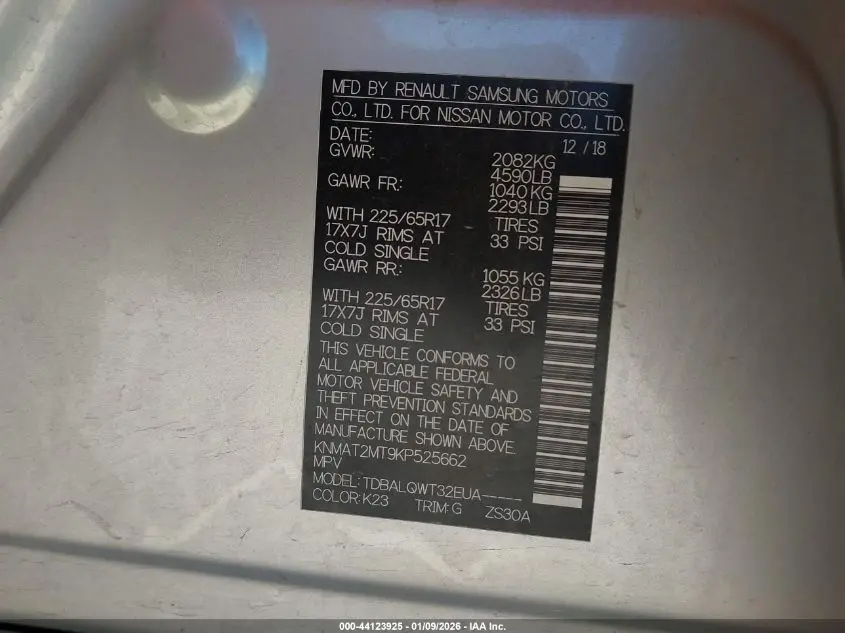 MFD BY RENAULT SAMSUNG MOTORS
CO., LTD. FOR NISSAN MOTOR CO., LTD.
DATE: 12 / 18
GVWR: 2082KG
4590LB
GAWR FR: 1040 KG
2293LB
WITH 225/65R17 TIRES
17X7J RIMS AT 33 PSI
COLD SINGLE
GAWR RR: 1055 KG
2326LB
WITH 225/65R17 TIRES
17X7J RIMS AT 33 PSI
COLD SINGLE
THIS VEHICLE CONFORMS TO
ALL APPLICABLE FEDERAL
MOTOR VEHICLE SAFETY AND
THEFT PREVENTION STANDARDS
IN EFFECT ON THE DATE OF
MANUFACTURE SHOWN ABOVE.
KNMAT2MT9KP525662
MPV
MODEL: TDBALQWT32EUA-----
COLOR: K23 TRIM: G ZS30A
000-44123925 - 01/09/2026 - IAA Inc.